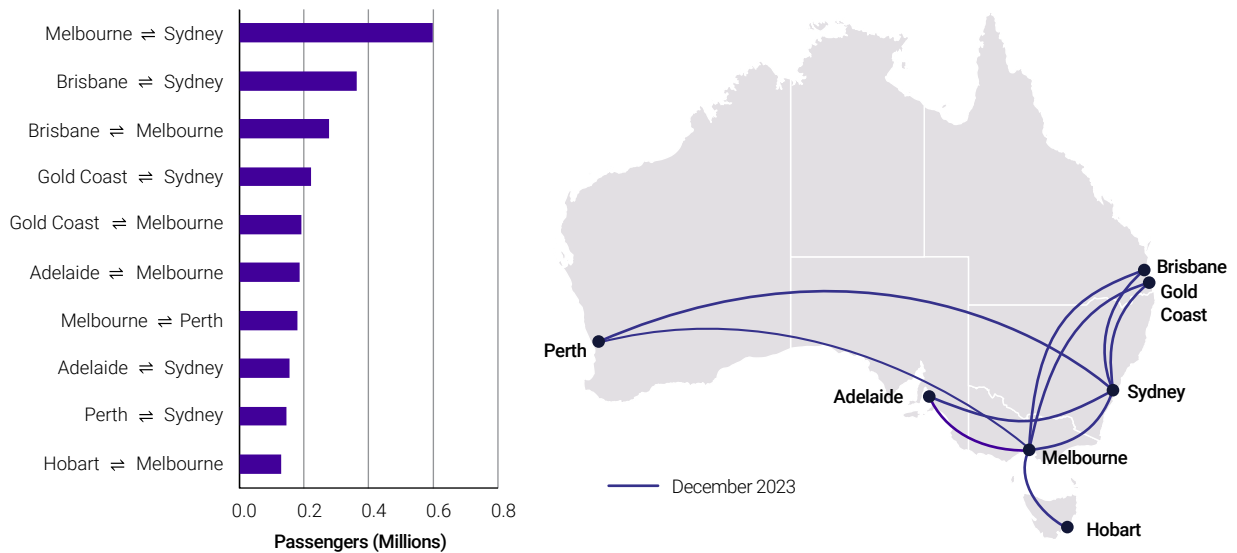 Melbourne ⇌ Sydney
Brisbane ⇌ Sydney
Brisbane ⇌ Melbourne
Gold Coast ⇌ Sydney
Gold Coast ⇌ Melbourne
Adelaide ⇌ Melbourne
Melbourne ⇌ Perth
Adelaide ⇌ Sydney
Perth ⇌ Sydney
Hobart ⇌ Melbourne
0.0 0.2 0.4 0.6 0.8
Passengers (Millions)
Brisbane
Gold
Coast
Perth
Adelaide
Sydney
Melbourne
December 2023
Hobart